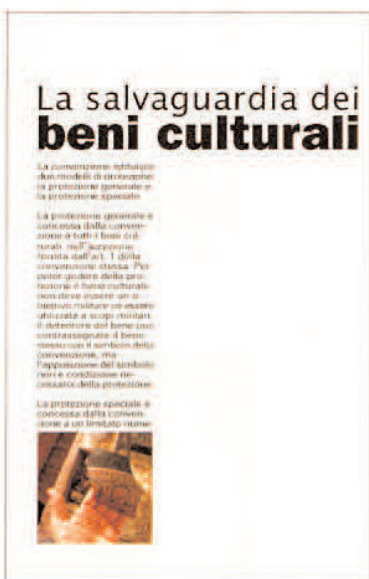 La salvaguardia dei
beni culturali
La convenzione istituisce
due modelli di protezione:
la protezione generale e
la protezione speciale
La protezione generale è
concessa dalla conven-
zione a tutti i beni cul-
turali, nell'accezione
fornita dall'art. 1 della
convenzione stessa. Per
poter godere della pro-
tezione il bene culturale
non deve essere un o-
biettivo militare né essere
utilizzato a scopi militari.
Il detentore del bene può
contrassegnare il bene
stesso con il simbolo della
convenzione, ma
l'apposizione del simbolo
non è condizione ne-
cessaria della protezione
La protezione speciale è
concessa dalla conven-
zione a un limitato nume-